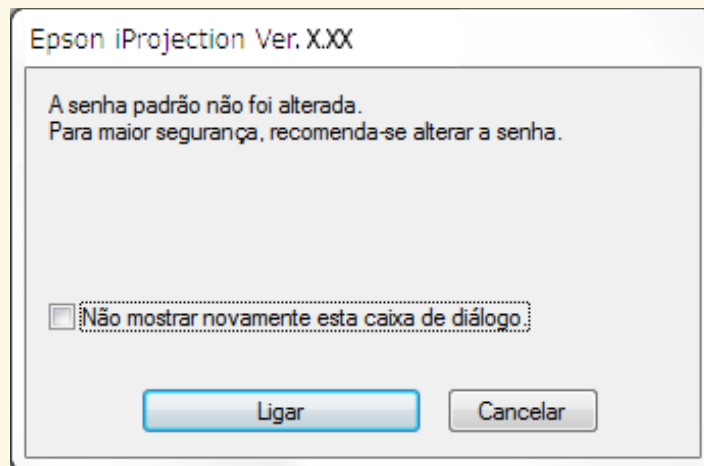 Epson iProjection Ver. X.XX
A senha padrão não foi alterada.
Para maior segurança, recomenda-se alterar a senha.
Não mostrar novamente esta caixa de diálogo.
Ligar
Cancelar